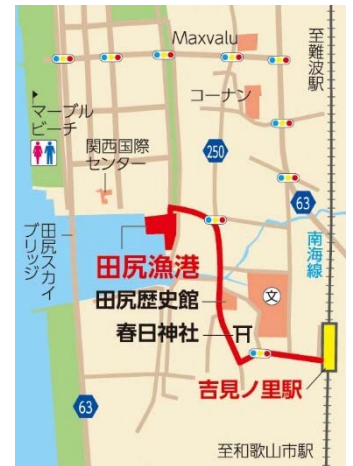 Maxvalu
至難波駅
コーナン
マーブル
ビーチ
関西国際
センター
250
63
田尻スカイ
ブリッジ
南海線
田尻漁港
田尻歴史館
文
春日神社
吉見ノ里駅
63
至和歌山市駅